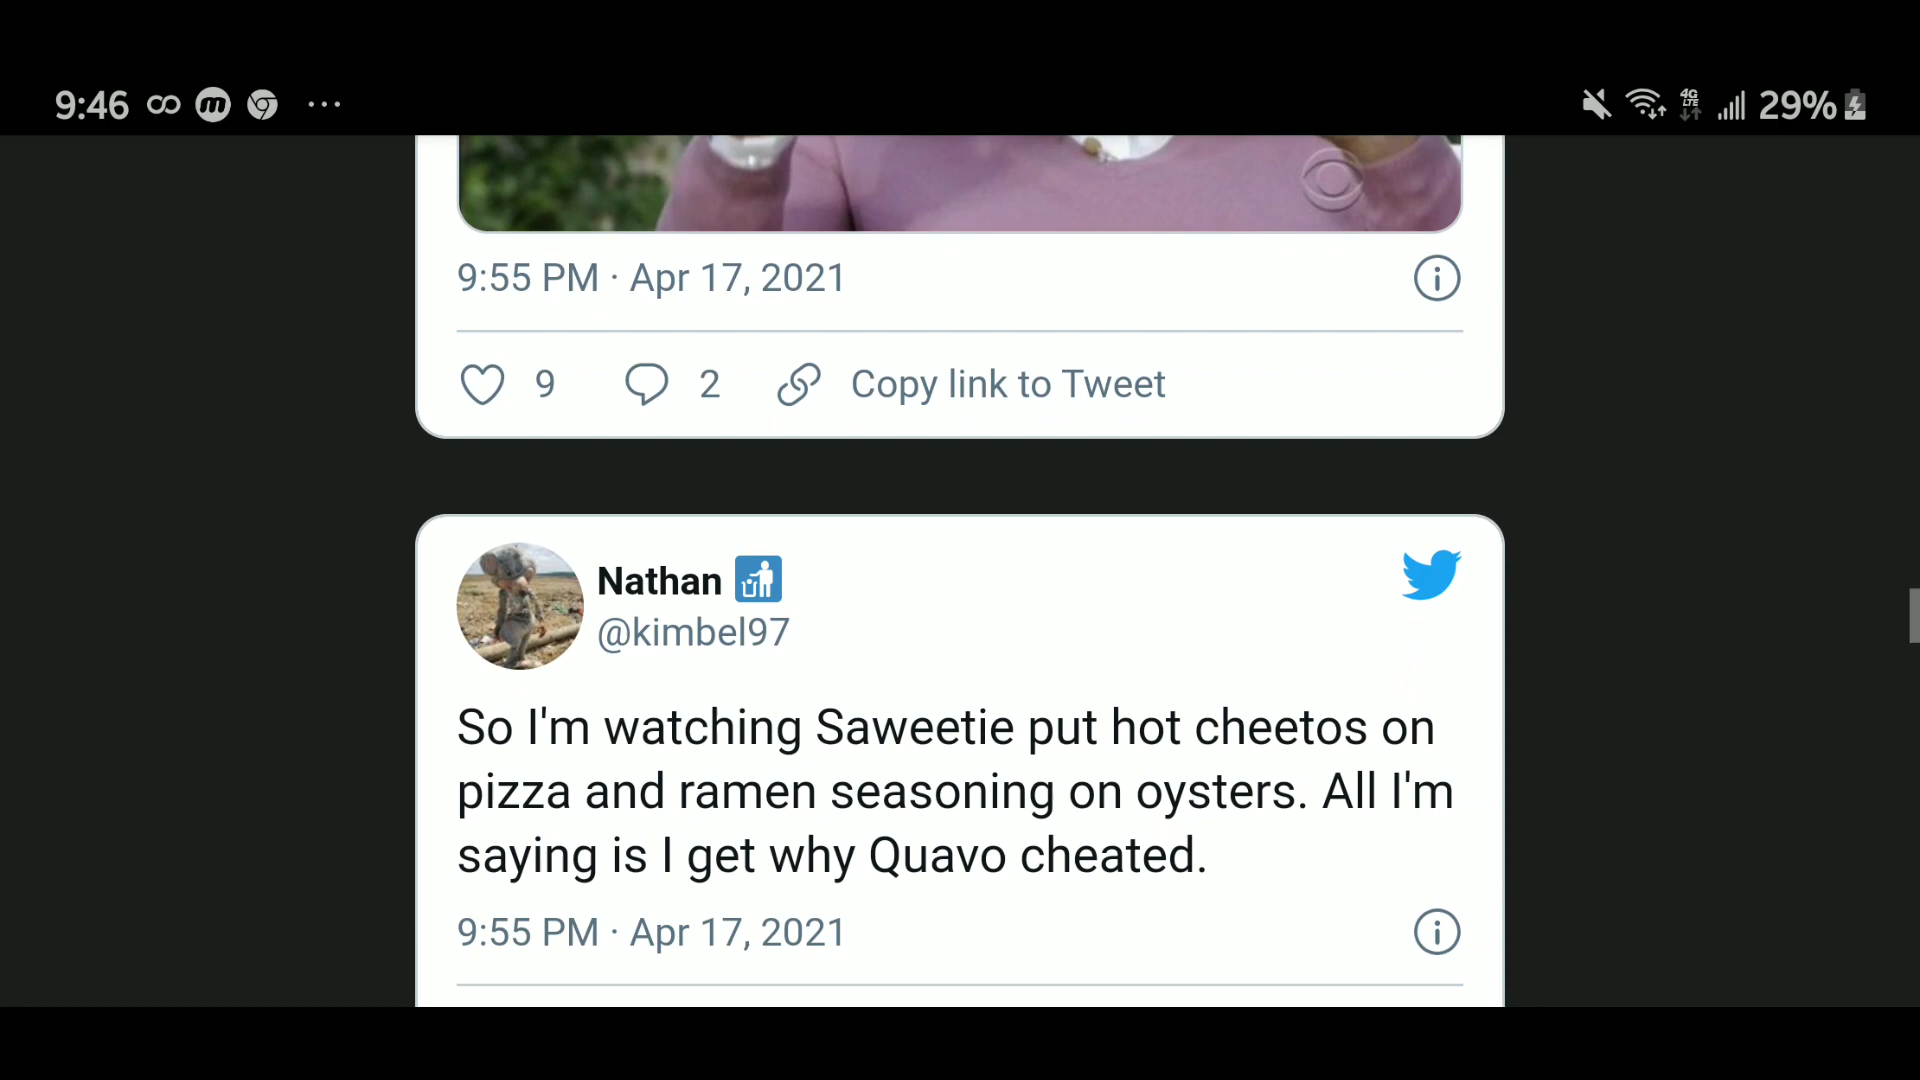 9:46 ... 4G LTE 29%
9:55 PM · Apr 17, 2021
9 2 Copy link to Tweet
Nathan
@kimbel97
So I'm watching Saweetie put hot cheetos on
pizza and ramen seasoning on oysters. All I'm
saying is I get why Quavo cheated.
9:55 PM · Apr 17, 2021